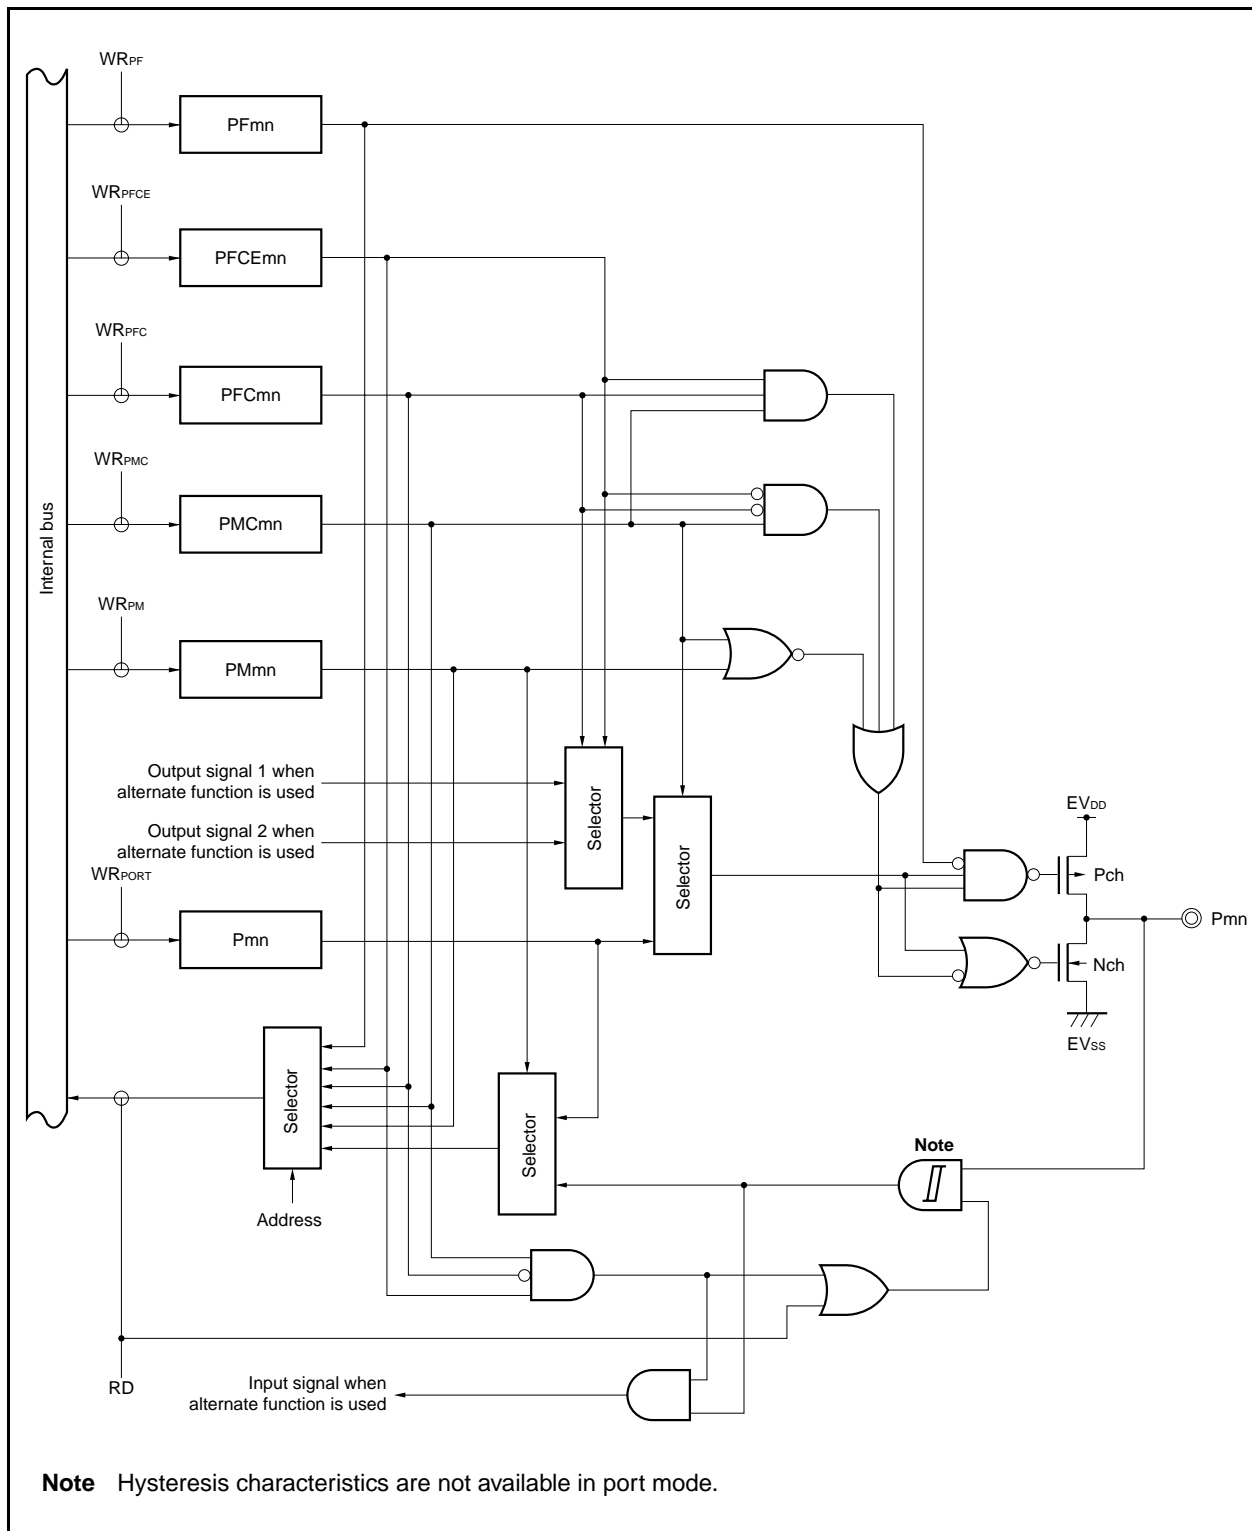 WRPF
PFmn
WRPFCE
PFCEmn
WRPFC
PFCmn
WRPMC
PMCmn
Internal bus
WRPM
PMmn
Output signal 1 when
alternate function is used
Output signal 2 when
alternate function is used
Selector
Selector
EVDD
Pch
WRPORT
Pmn
Pmn
Nch
EVSS
Selector
Selector
Note
Address
RD
Input signal when
alternate function is used
Note Hysteresis characteristics are not available in port mode.